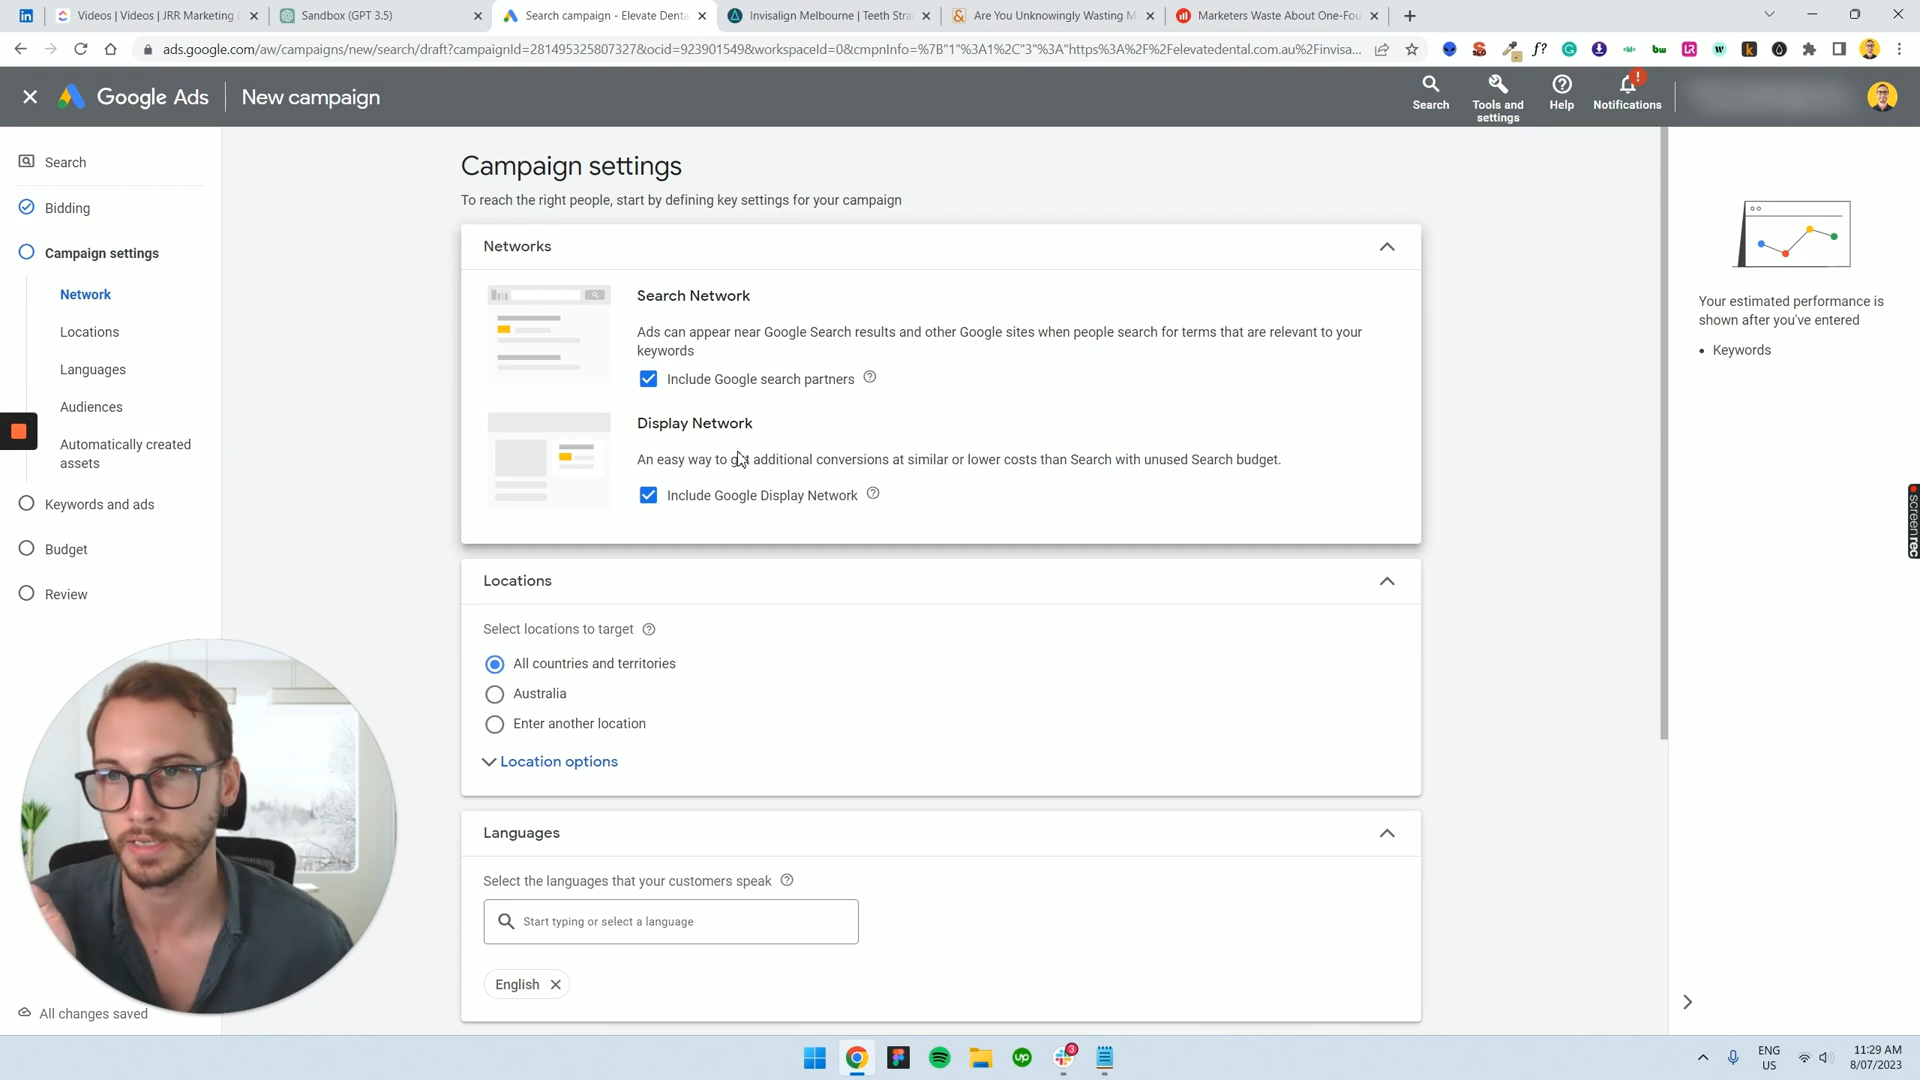 Videos | Videos | JRR Marketing
Sandbox (GPT 3.5)
Search campaign - Elevate Denta
Invisalign Melbourne | Teeth Stra
Are You Unknowingly Wasting M
Marketers Waste About One-Fou
ads.google.com/aw/campaigns/new/search/draft?campaignId=281495325807327&ocid=923901549&workspaceId=0&cmpnInfo=%7B"1"%3A1%2C"3"%3A"https%3A%2F%2Felevatedental.com.au%2Finvisa...
Google Ads
New campaign
Search
Tools and
settings
Help
Notifications
Search
Bidding
Campaign settings
Network
Locations
Languages
Audiences
Automatically created
assets
Keywords and ads
Budget
Review
All changes saved
Campaign settings
To reach the right people, start by defining key settings for your campaign
Networks
Search Network
Ads can appear near Google Search results and other Google sites when people search for terms that are relevant to your
keywords
Include Google search partners
Display Network
An easy way to get additional conversions at similar or lower costs than Search with unused Search budget.
Include Google Display Network
Locations
Select locations to target
All countries and territories
Australia
Enter another location
Location options
Languages
Select the languages that your customers speak
Start typing or select a language
English
Your estimated performance is
shown after you've entered
• Keywords
screenrec
ENG
US
11:29 AM
8/07/2023